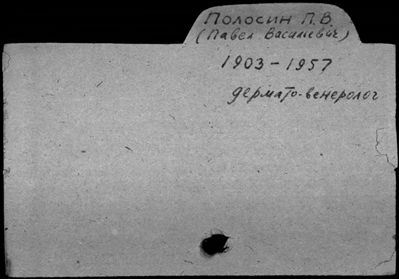 Полосин П.В.
(Павел Васильевич)
1903-1957
дермато-венеролог